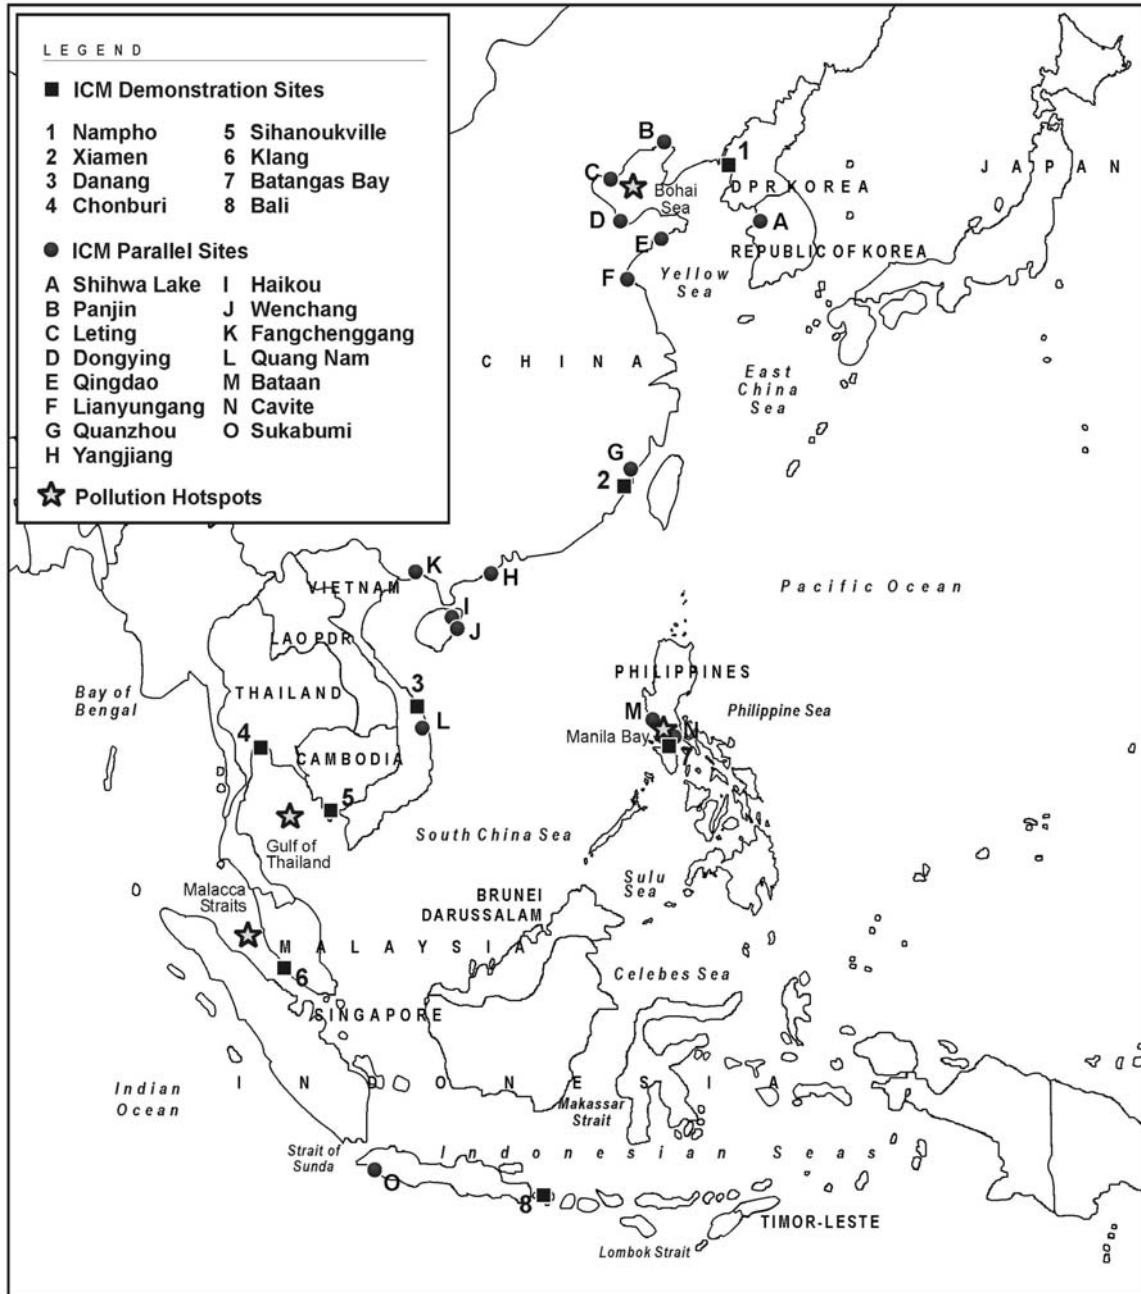 LEGEND
ICM Demonstration Sites
1 Nampho 5 Sihanoukville
2 Xiamen 6 Klang
3 Danang 7 Batangas Bay
4 Chonburi 8 Bali
ICM Parallel Sites
A Shihwa Lake I Haikou
B Panjin J Wenchang
C Leting K Fangchenggang
D Dongying L Quang Nam
E Qingdao M Bataan
F Lianyungang N Cavite
G Quanzhou O Sukabumi
H Yangjiang
Pollution Hotspots
B
1
C
Bohai
Sea
DPR KOREA
JAPAN
D
A
E
REPUBLIC OF KOREA
F
Yellow
Sea
CHINA
East
China
Sea
G
2
K
H
VIETNAM
I
J
Pacific Ocean
LAO PDR
PHILIPPINES
THAILAND
Bay of
Bengal
3
M
Philippine Sea
L
N
4
Manila Bay
7
CAMBODIA
5
South China Sea
Gulf of
Thailand
Sulu
Sea
Malacca
Straits
BRUNEI
DARUSSALAM
MALAYSIA
6
Celebes Sea
SINGAPORE
Indian
Ocean
INDONESIA
Makassar
Strait
Strait of
Sunda
Indonesian Seas
O
8
TIMOR-LESTE
Lombok Strait